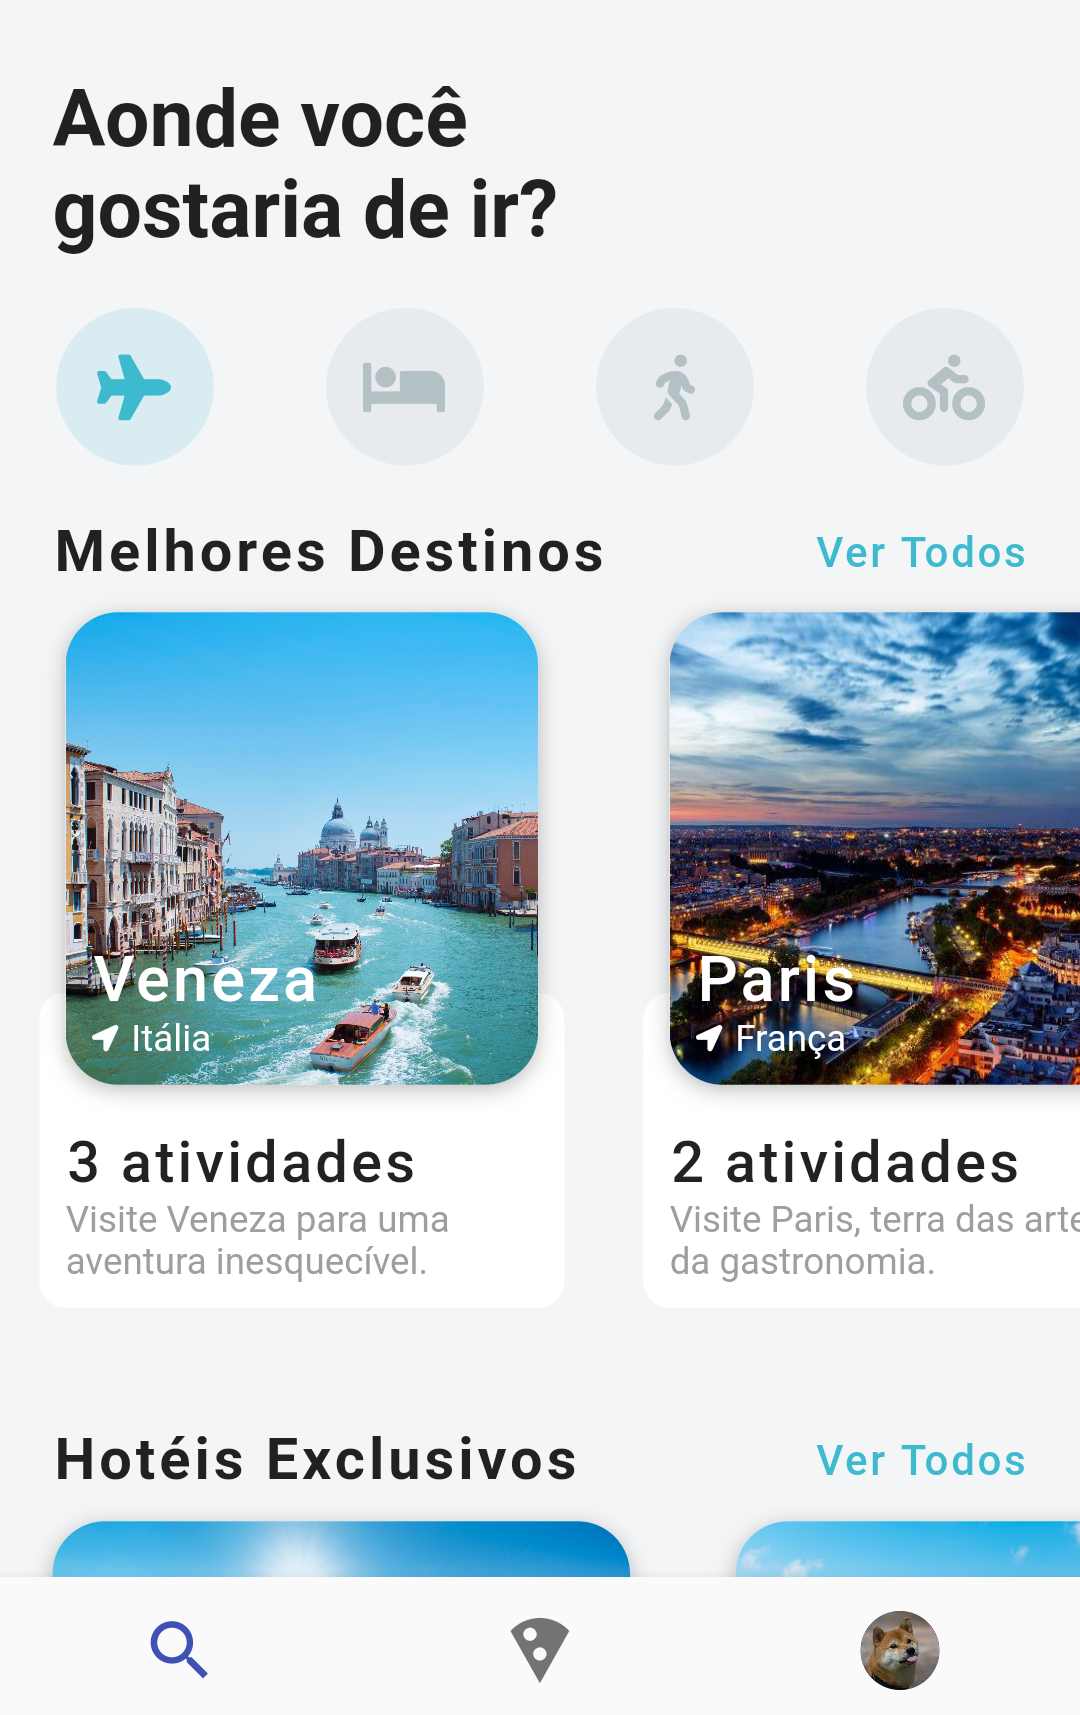 Aonde você
gostaria de ir?
Melhores Destinos
Ver Todos
Veneza
Itália
3 atividades
Visite Veneza para uma
aventura inesquecível.
Paris
França
2 atividades
Visite Paris, terra das arte
da gastronomia.
Hotéis Exclusivos
Ver Todos